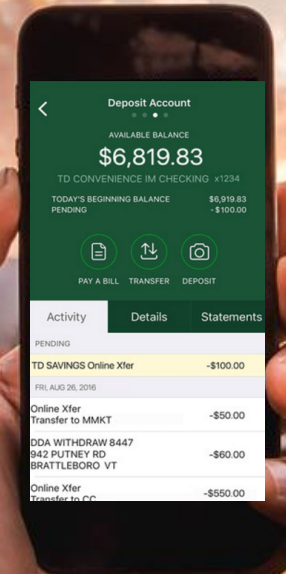 Deposit Account
AVAILABLE BALANCE
$6,819.83
TD CONVENIENCE IM CHECKING x1234
TODAY'S BEGINNING BALANCE $6,919.83
PENDING -$100.00
PAY A BILL TRANSFER DEPOSIT
Activity Details Statements
PENDING
TD SAVINGS Online Xfer -$100.00
FRI, AUG 26, 2016
Online Xfer
Transfer to MMKT -$50.00
DDA WITHDRAW 8447
942 PUTNEY RD -$60.00
BRATTLEBORO VT
Online Xfer
Transfer to CC -$550.00